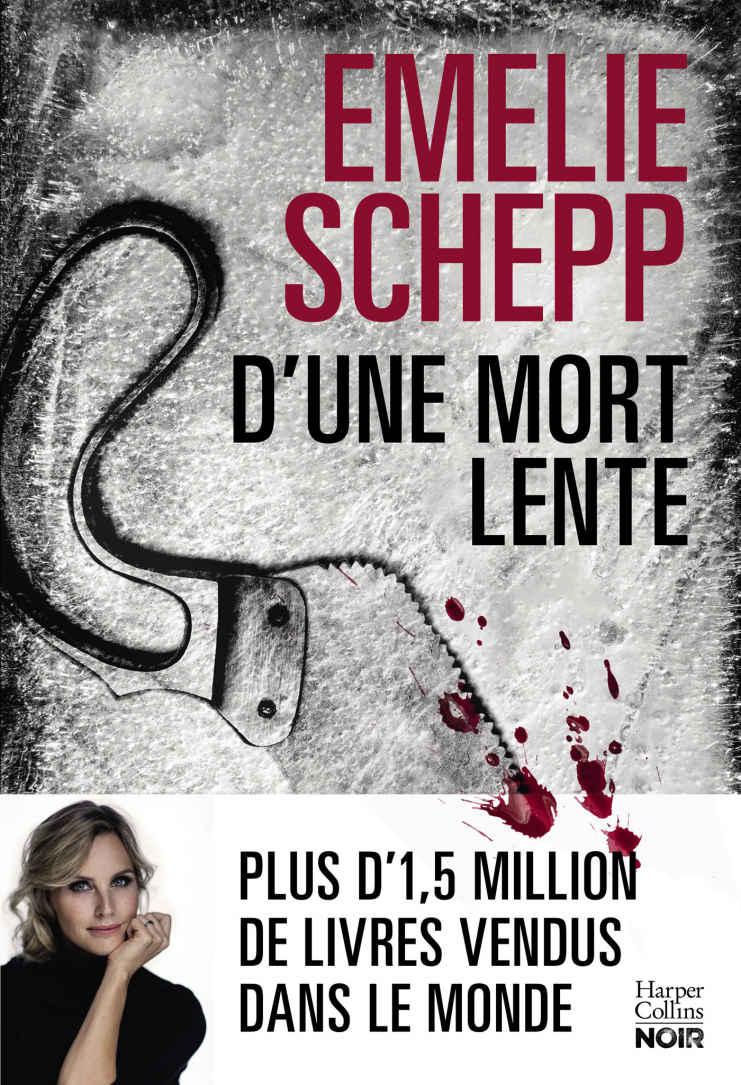 EMELIE
SCHEPP
D'UNE MORT
LENTE
PLUS D'1,5 MILLION
DE LIVRES VENDUS
DANS LE MONDE
Harper
Collins
NOIR